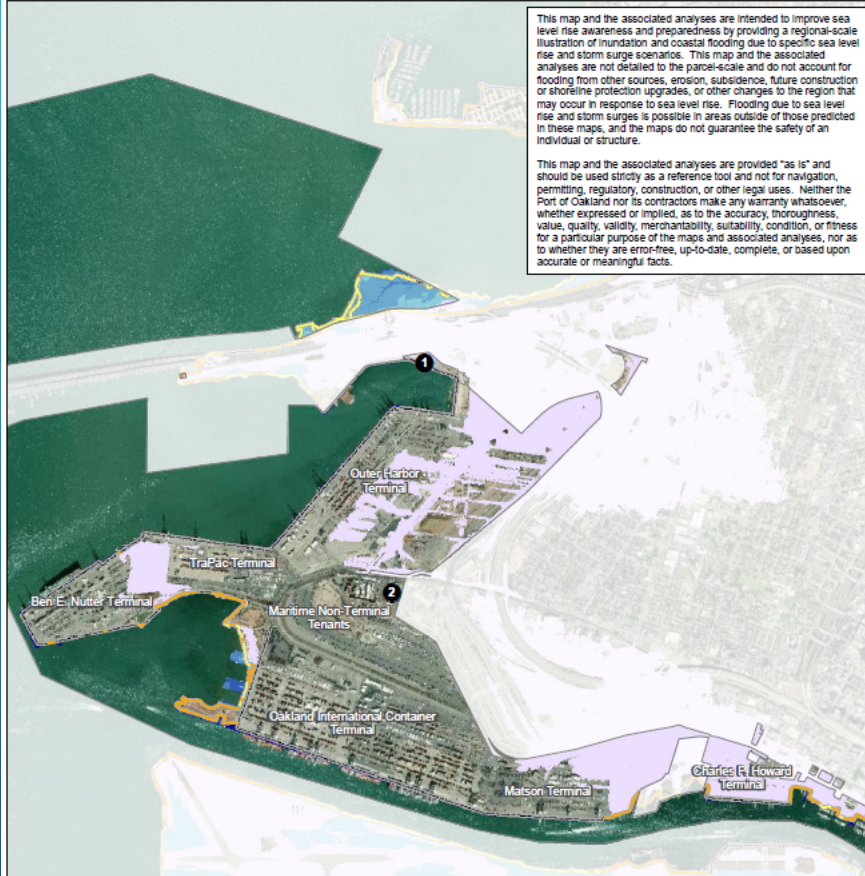 This map and the associated analyses are intended to improve sea
level rise awareness and preparedness by providing a regional-scale
illustration of inundation and coastal flooding due to specific sea level
rise and storm surge scenarios. This map and the associated
analyses are not detailed to the parcel-scale and do not account for
flooding from other sources, erosion, subsidence, future construction
or shoreline protection upgrades, or other changes to the region that
may occur in response to sea level rise. Flooding due to sea level
rise and storm surges is possible in areas outside of those predicted
in these maps, and the maps do not guarantee the safety of an
individual or structure.
This map and the associated analyses are provided "as is" and
should be used strictly as a reference tool and not for navigation,
permitting, regulatory, construction, or other legal uses. Neither the
Port of Oakland nor its contractors make any warranty whatsoever,
whether expressed or implied, as to the accuracy, thoroughness,
value, quality, validity, merchantability, suitability, condition, or fitness
for a particular purpose of the maps and associated analyses, nor as
to whether they are error-free, up-to-date, complete, or based upon
accurate or meaningful facts.
1
Outer Harbor
Terminal
TraPac Terminal
2
Ben E. Nutter Terminal
Maritime Non-Terminal
Tenants
Oakland International Container
Terminal
Charles P. Howard
Terminal
Matson Terminal